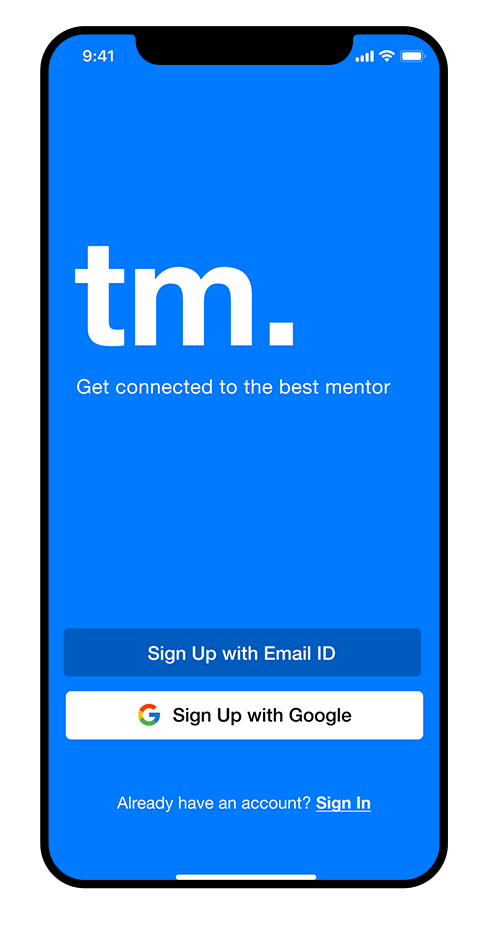 9:41
tm.
Get connected to the best mentor
Sign Up with Email ID
Sign Up with Google
Already have an account? Sign In